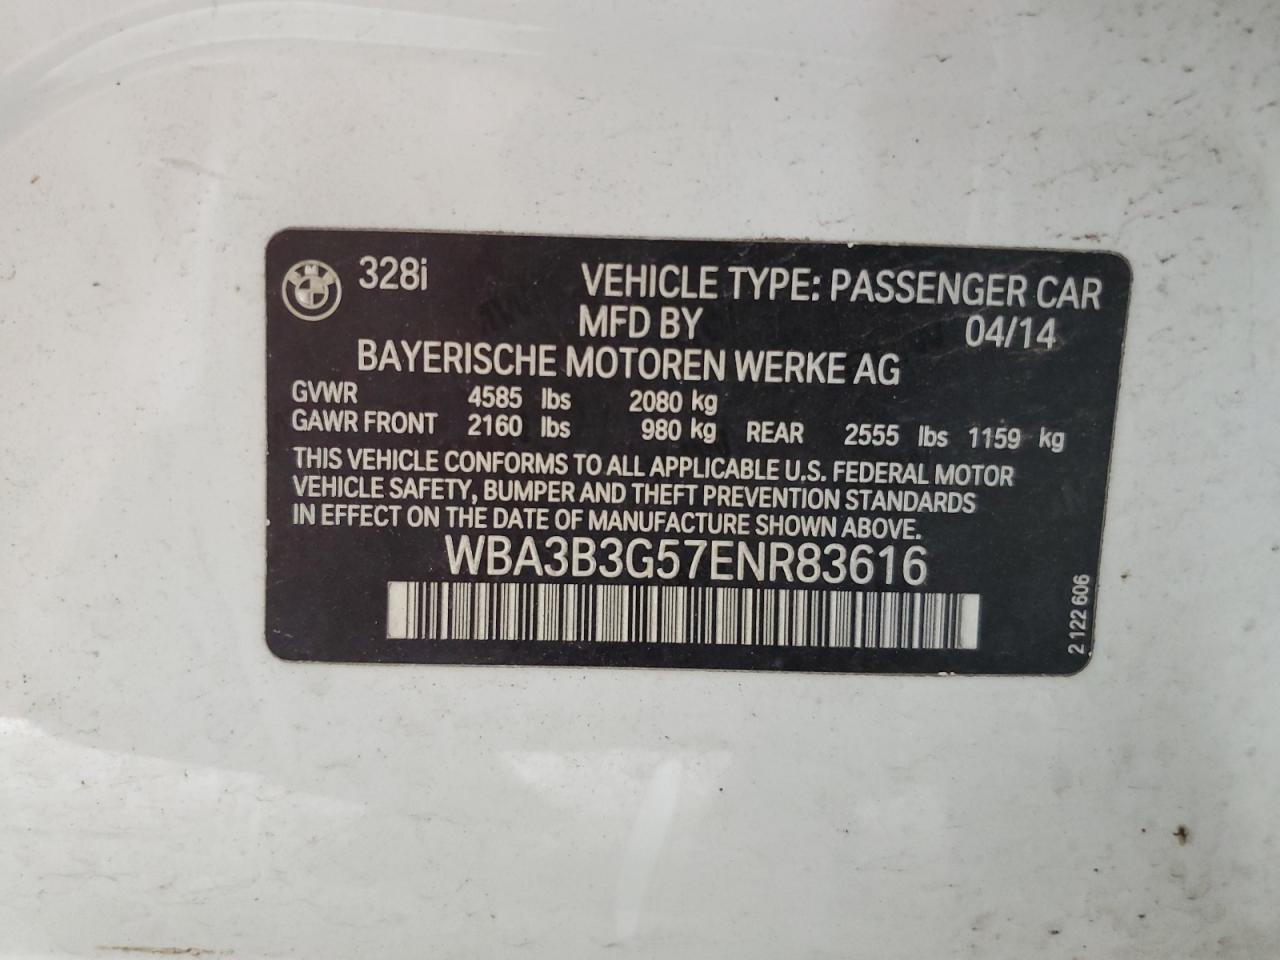 328i VEHICLE TYPE: PASSENGER CAR
MFD BY 04/14
BAYERISCHE MOTOREN WERKE AG
GVWR 4585 lbs 2080 kg
GAWR FRONT 2160 lbs 980 kg REAR 2555 lbs 1159 kg
THIS VEHICLE CONFORMS TO ALL APPLICABLE U.S. FEDERAL MOTOR
VEHICLE SAFETY, BUMPER AND THEFT PREVENTION STANDARDS
IN EFFECT ON THE DATE OF MANUFACTURE SHOWN ABOVE.
WBA3B3G57ENR83616
2 122 606